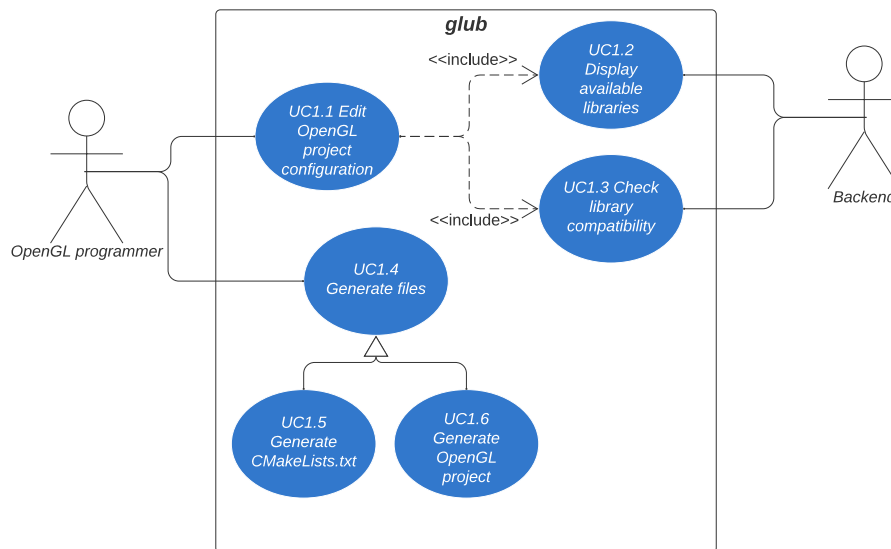 glub
<<include>>
UC1.2
Display
available
libraries
UC1.1 Edit
OpenGL
project
configuration
<<include>>
UC1.3 Check
library
compatibility
OpenGL programmer
Backend
UC1.4
Generate files
UC1.5
Generate
CMakeLists.txt
UC1.6
Generate
OpenGL
project